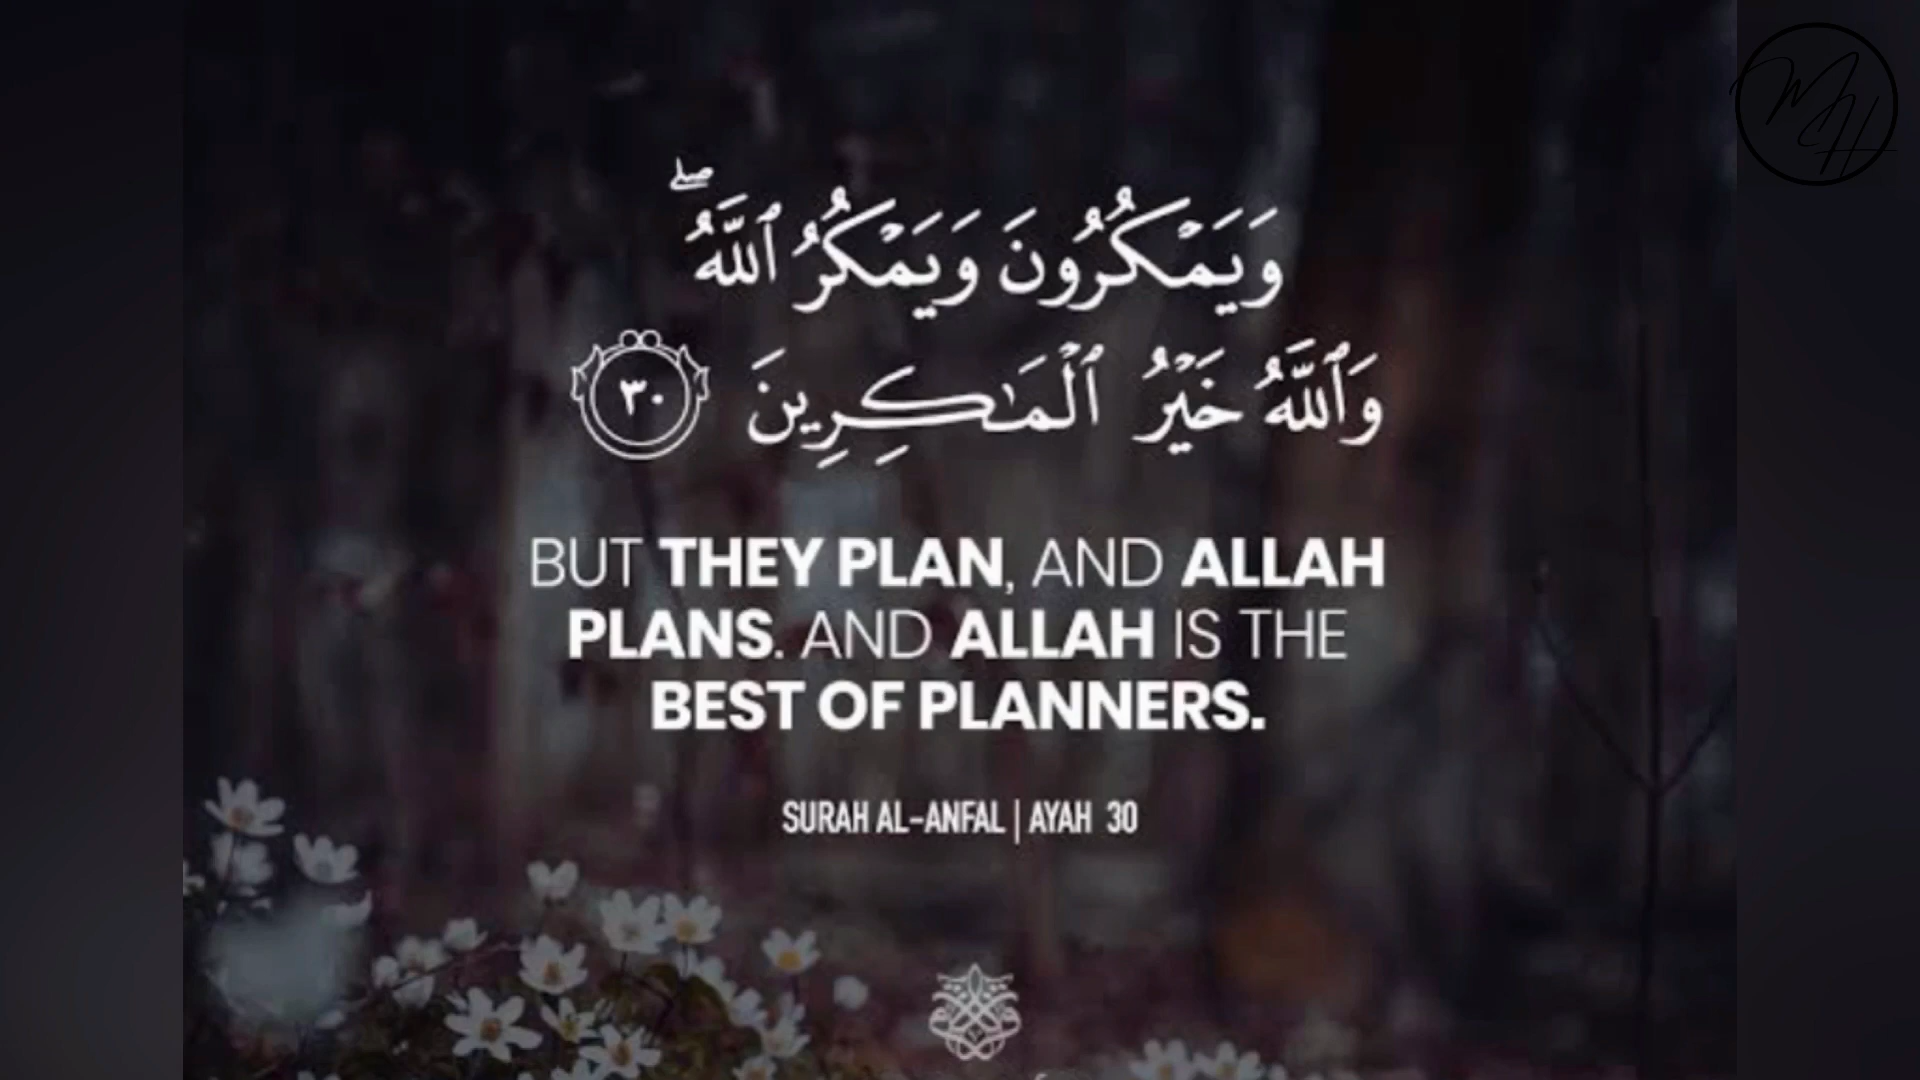 وَيَمْكُرُونَ وَيَمْكُرُ ٱللَّهُ ۖ
وَٱللَّهُ خَيْرُ ٱلْمَـٰكِرِينَ ٣٠
BUT THEY PLAN, AND ALLAH
PLANS. AND ALLAH IS THE
BEST OF PLANNERS.
SURAH AL-ANFAL | AYAH 30
MH